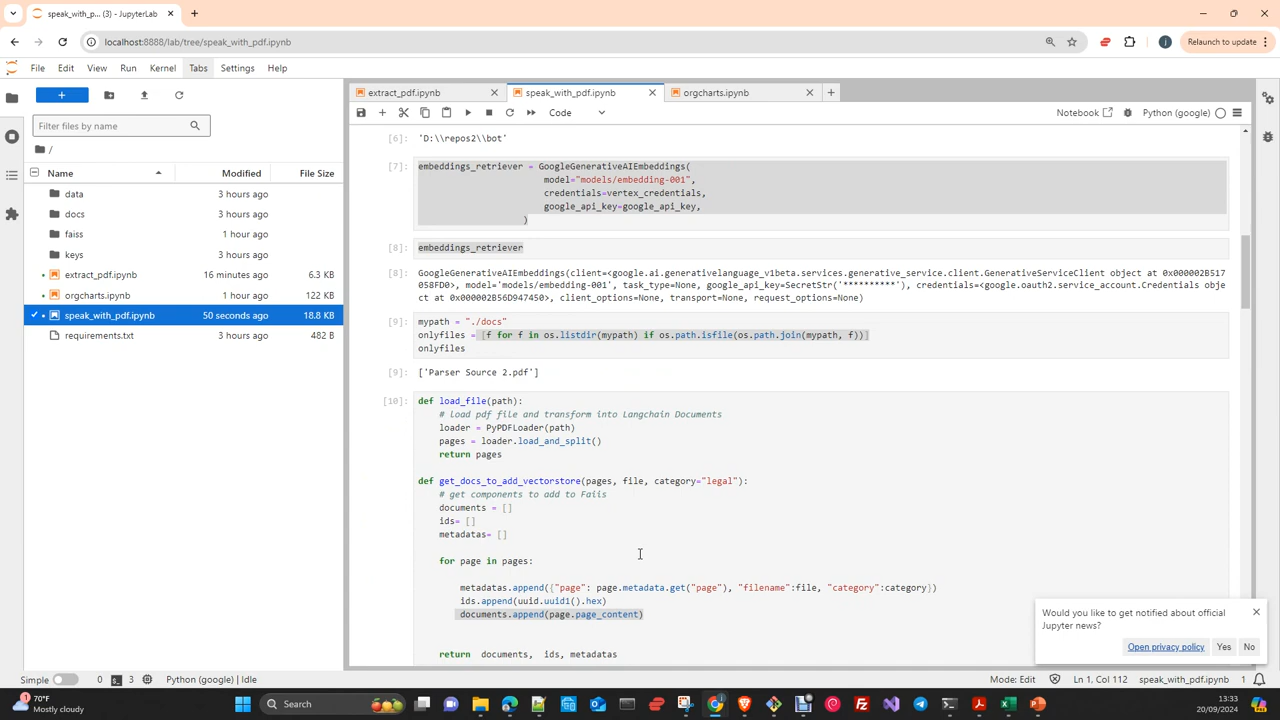 speak_with_p... (3) - JupyterLab
localhost:8888/lab/tree/speak_with_pdf.ipynb
Relaunch to update
File Edit View Run Kernel Tabs Settings Help
extract_pdf.ipynb
speak_with_pdf.ipynb
orgcharts.ipynb
Code
Notebook
Python (google)
Filter files by name
/
Name Modified File Size
data 3 hours ago
docs 3 hours ago
faiss 1 hour ago
keys 3 hours ago
extract_pdf.ipynb 16 minutes ago 6.3 KB
orgcharts.ipynb 1 hour ago 122 KB
speak_with_pdf.ipynb 50 seconds ago 18.8 KB
requirements.txt 3 hours ago 482 B
[6]: 'D:\\repos2\\bot'
[7]: embeddings_retriever = GoogleGenerativeAIEmbeddings(
model="models/embedding-001",
credentials=vertex_credentials,
google_api_key=google_api_key,
)
[8]: embeddings_retriever
[8]: GoogleGenerativeAIEmbeddings(client=<google.ai.generativelanguage_v1beta.services.generative_service.client.GenerativeServiceClient object at 0x000002B517
058FD0>, model='models/embedding-001', task_type=None, google_api_key=SecretStr('**********'), credentials=<google.oauth2.service_account.Credentials obje
ct at 0x000002B56D947450>, client_options=None, transport=None, request_options=None)
[9]: mypath = "./docs"
onlyfiles = [f for f in os.listdir(mypath) if os.path.isfile(os.path.join(mypath, f))]
onlyfiles
[9]: ['Parser Source 2.pdf']
[10]: def load_file(path):
# load pdf file and transform into Langchain Documents
loader = PyPDFLoader(path)
pages = loader.load_and_split()
return pages
def get_docs_to_add_vectorstore(pages, file, category="legal"):
# get components to add to Faiis
documents = []
ids= []
metadatas= []
for page in pages:
metadatas.append({"page": page.metadata.get("page"), "filename":file, "category":category})
ids.append(uuid.uuid1().hex)
documents.append(page.page_content)
return documents, ids, metadatas
Would you like to get notified about official
Jupyter news?
Open privacy policy Yes No
Simple 0 3 Python (google) | Idle
Mode: Edit Ln 1, Col 112 speak_with_pdf.ipynb 1
70°F
Mostly cloudy
Search
13:33
20/09/2024